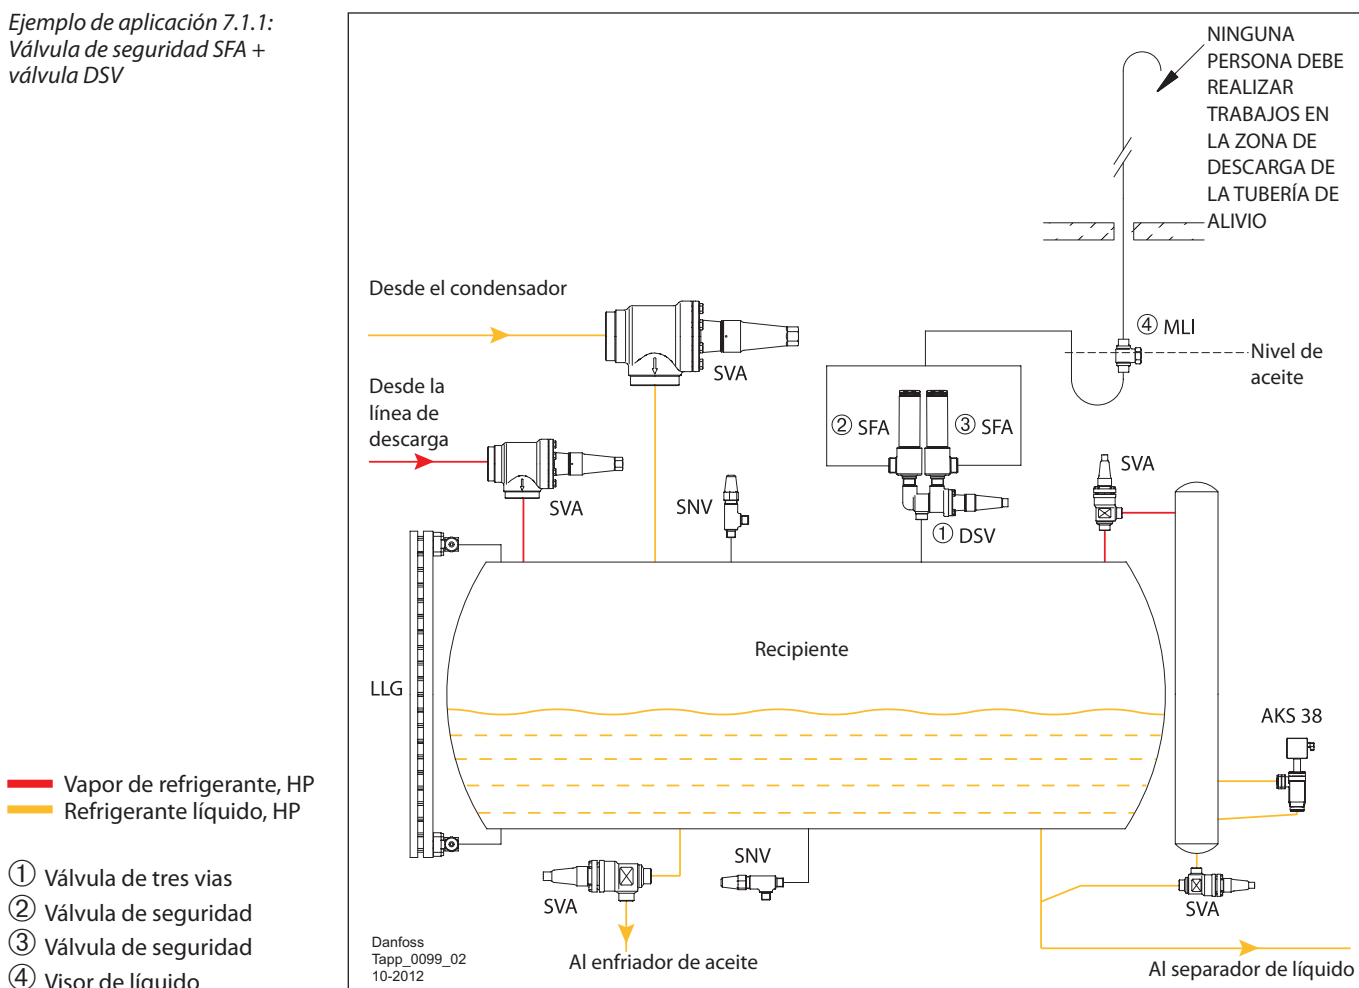 Ejemplo de aplicación 7.1.1:
Válvula de seguridad SFA +
válvula DSV
NINGUNA
PERSONA DEBE
REALIZAR
TRABAJOS EN
LA ZONA DE
DESCARGA DE
LA TUBERÍA DE
ALIVIO
Desde el condensador
④ MLI
Nivel de
aceite
SVA
Desde la
línea de
descarga
② SFA
③ SFA
SVA
SNV
SVA
① DSV
Recipiente
LLG
AKS 38
Vapor de refrigerante, HP
Refrigerante líquido, HP
SNV
① Válvula de tres vias
② Válvula de seguridad
③ Válvula de seguridad
④ Visor de líquido
SVA
SVA
Danfoss
Tapp_0099_02
10-2012
Al enfriador de aceite
Al separador de líquido